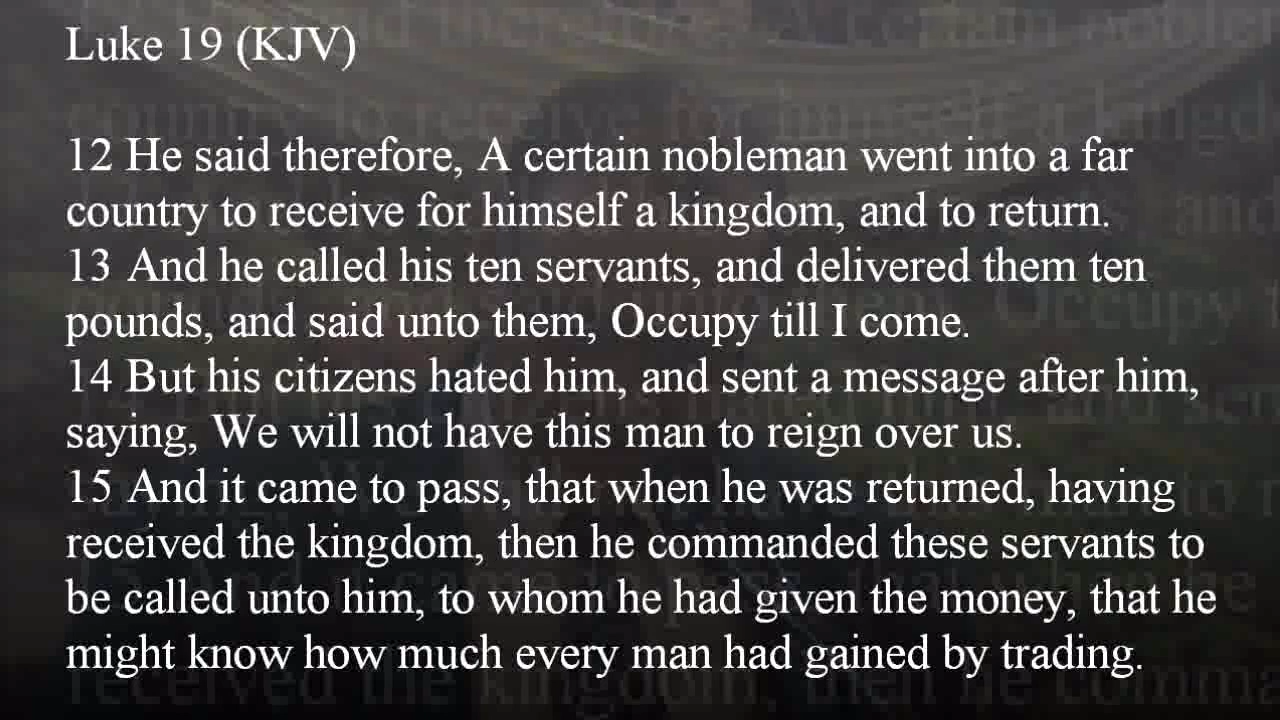 Luke 19 (KJV)
12 He said therefore, A certain nobleman went into a far
country to receive for himself a kingdom, and to return.
13 And he called his ten servants, and delivered them ten
pounds, and said unto them, Occupy till I come.
14 But his citizens hated him, and sent a message after him,
saying, We will not have this man to reign over us.
15 And it came to pass, that when he was returned, having
received the kingdom, then he commanded these servants to
be called unto him, to whom he had given the money, that he
might know how much every man had gained by trading.